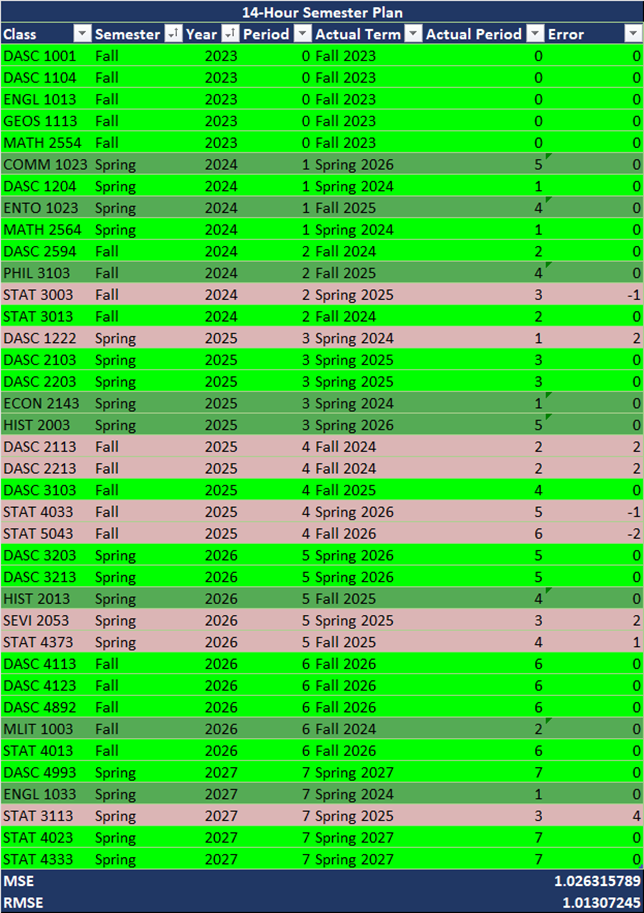 14-Hour Semester Plan
Class Semester Year Period Actual Term Actual Period Error
DASC 1001 Fall 2023 0 Fall 2023 0 0
DASC 1104 Fall 2023 0 Fall 2023 0 0
ENGL 1013 Fall 2023 0 Fall 2023 0 0
GEOS 1113 Fall 2023 0 Fall 2023 0 0
MATH 2554 Fall 2023 0 Fall 2023 0 0
COMM 1023 Spring 2024 1 Spring 2026 5 0
DASC 1204 Spring 2024 1 Spring 2024 1 0
ENTO 1023 Spring 2024 1 Fall 2025 4 0
MATH 2564 Spring 2024 1 Spring 2024 1 0
DASC 2594 Fall 2024 2 Fall 2024 2 0
PHIL 3103 Fall 2024 2 Fall 2025 4 0
STAT 3003 Fall 2024 2 Spring 2025 3 -1
STAT 3013 Fall 2024 2 Fall 2024 2 0
DASC 1222 Spring 2025 3 Spring 2024 1 2
DASC 2103 Spring 2025 3 Spring 2025 3 0
DASC 2203 Spring 2025 3 Spring 2025 3 0
ECON 2143 Spring 2025 3 Spring 2024 1 0
HIST 2003 Spring 2025 3 Spring 2026 5 0
DASC 2113 Fall 2025 4 Fall 2024 2 2
DASC 2213 Fall 2025 4 Fall 2024 2 2
DASC 3103 Fall 2025 4 Fall 2025 4 0
STAT 4033 Fall 2025 4 Spring 2026 5 -1
STAT 5043 Fall 2025 4 Fall 2026 6 -2
DASC 3203 Spring 2026 5 Spring 2026 5 0
DASC 3213 Spring 2026 5 Spring 2026 5 0
HIST 2013 Spring 2026 5 Fall 2025 4 0
SEVI 2053 Spring 2026 5 Spring 2025 3 2
STAT 4373 Spring 2026 5 Fall 2025 4 1
DASC 4113 Fall 2026 6 Fall 2026 6 0
DASC 4123 Fall 2026 6 Fall 2026 6 0
DASC 4892 Fall 2026 6 Fall 2026 6 0
MLIT 1003 Fall 2026 6 Fall 2024 2 0
STAT 4013 Fall 2026 6 Fall 2026 6 0
DASC 4993 Spring 2027 7 Spring 2027 7 0
ENGL 1033 Spring 2027 7 Spring 2024 1 0
STAT 3113 Spring 2027 7 Spring 2025 3 4
STAT 4023 Spring 2027 7 Spring 2027 7 0
STAT 4333 Spring 2027 7 Spring 2027 7 0
MSE 1.026315789
RMSE 1.01307245